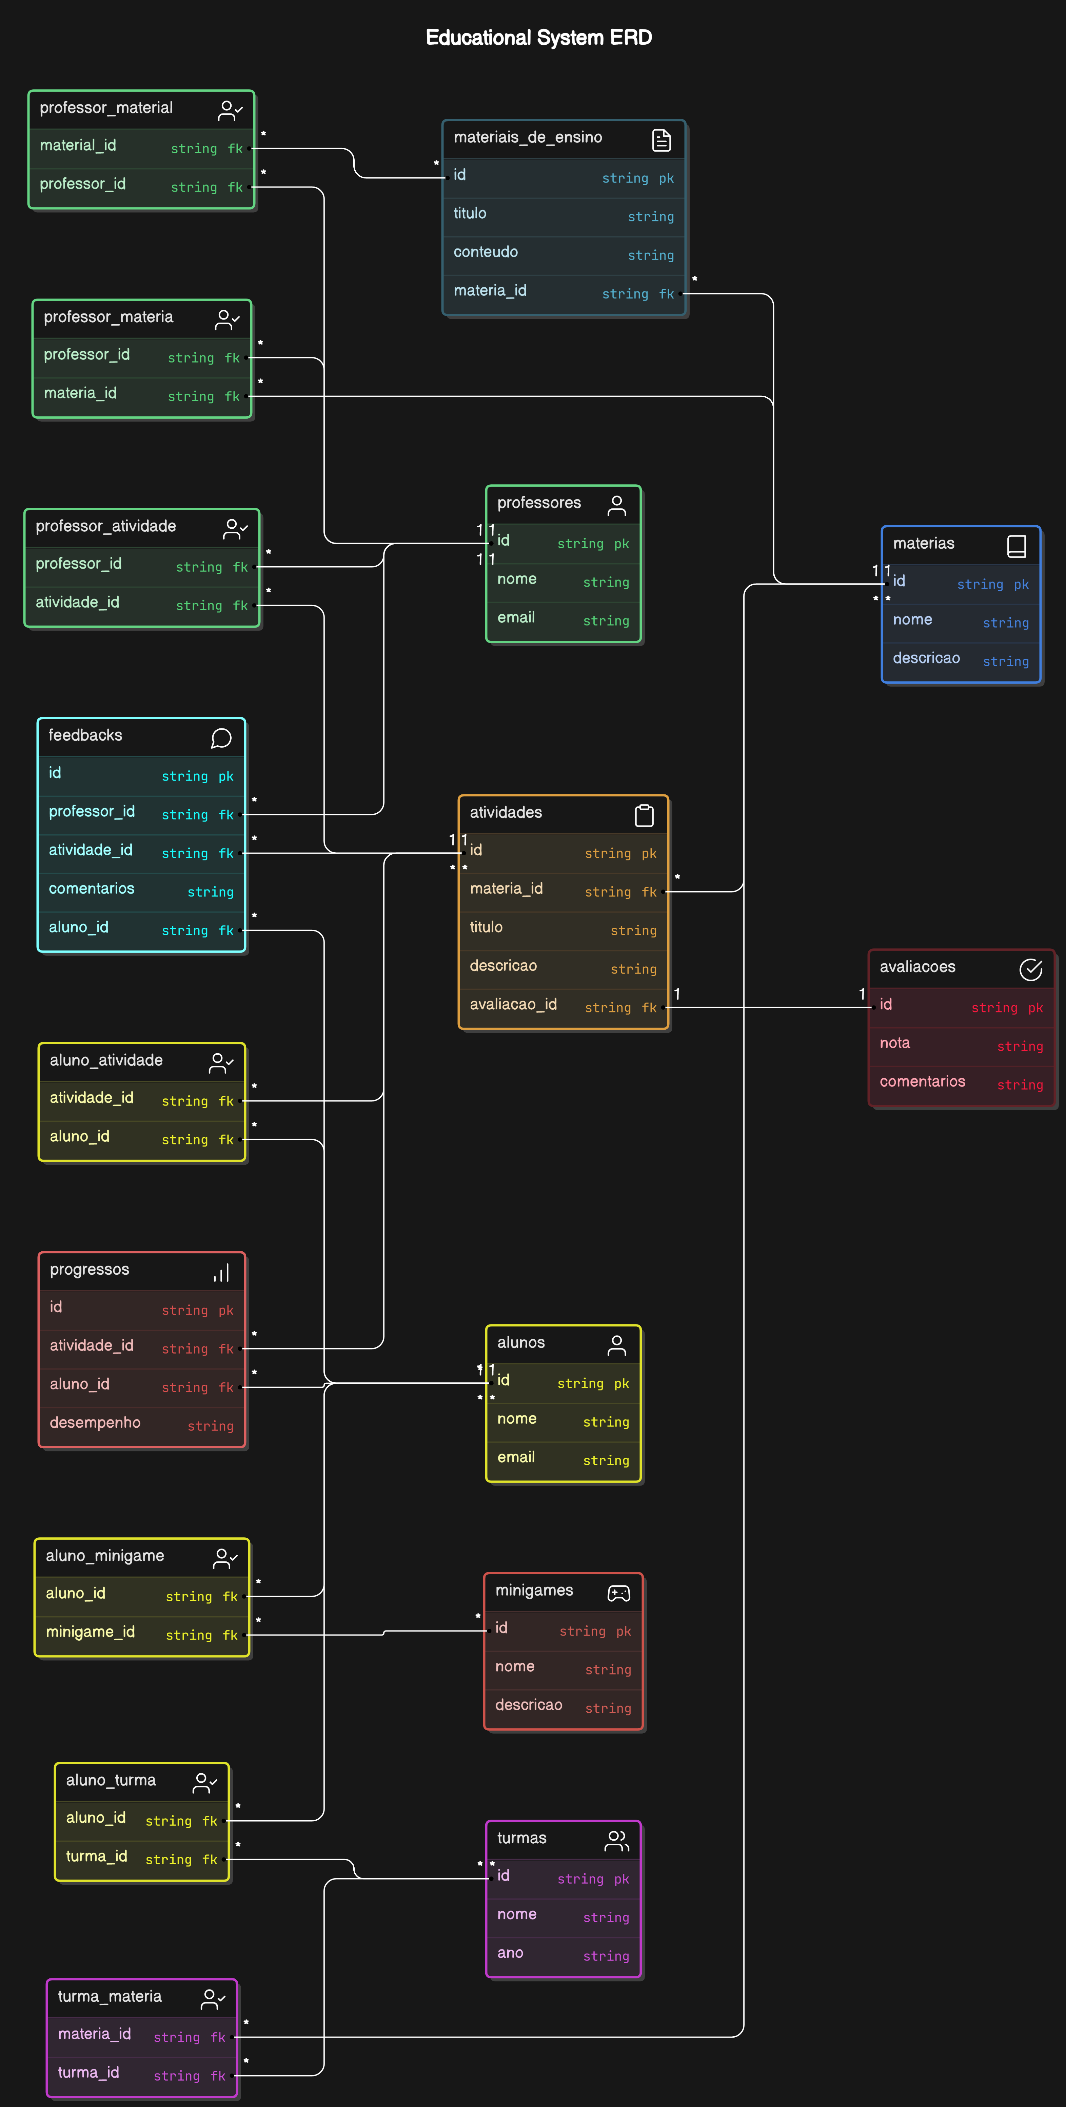 Educational System ERD
professor_material
material_id string fk
professor_id string fk
materiais_de_ensino
id string pk
titulo string
conteudo string
materia_id string fk
professor_materia
professor_id string fk
materia_id string fk
professor_atividade
professor_id string fk
atividade_id string fk
professores
id string pk
nome string
email string
materias
id string pk
nome string
descricao string
feedbacks
id string pk
professor_id string fk
atividade_id string fk
comentarios string
aluno_id string fk
atividades
id string pk
materia_id string fk
titulo string
descricao string
avaliacao_id string fk
avaliacoes
id string pk
nota string
comentarios string
aluno_atividade
atividade_id string fk
aluno_id string fk
progressos
id string pk
atividade_id string fk
aluno_id string fk
desempenho string
alunos
id string pk
nome string
email string
aluno_minigame
aluno_id string fk
minigame_id string fk
minigames
id string pk
nome string
descricao string
aluno_turma
aluno_id string fk
turma_id string fk
turmas
id string pk
nome string
ano string
turma_materia
materia_id string fk
turma_id string fk